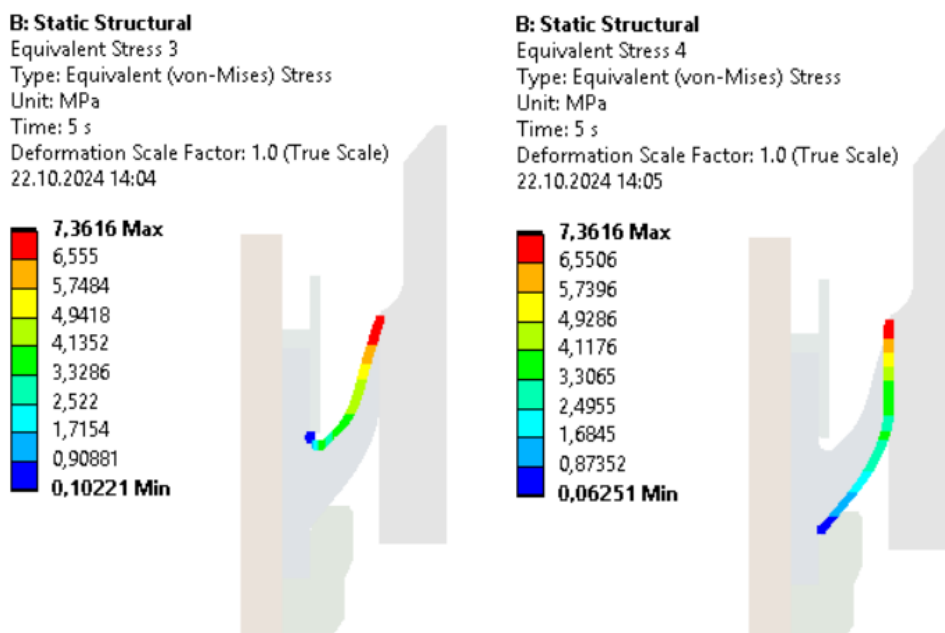 B: Static Structural
Equivalent Stress 3
Type: Equivalent (von-Mises) Stress
Unit: MPa
Time: 5 s
Deformation Scale Factor: 1.0 (True Scale)
22.10.2024 14:04
7,3616 Max
6,555
5,7484
4,9418
4,1352
3,3286
2,522
1,7154
0,90881
0,10221 Min
B: Static Structural
Equivalent Stress 4
Type: Equivalent (von-Mises) Stress
Unit: MPa
Time: 5 s
Deformation Scale Factor: 1.0 (True Scale)
22.10.2024 14:05
7,3616 Max
6,5506
5,7396
4,9286
4,1176
3,3065
2,4955
1,6845
0,87352
0,06251 Min